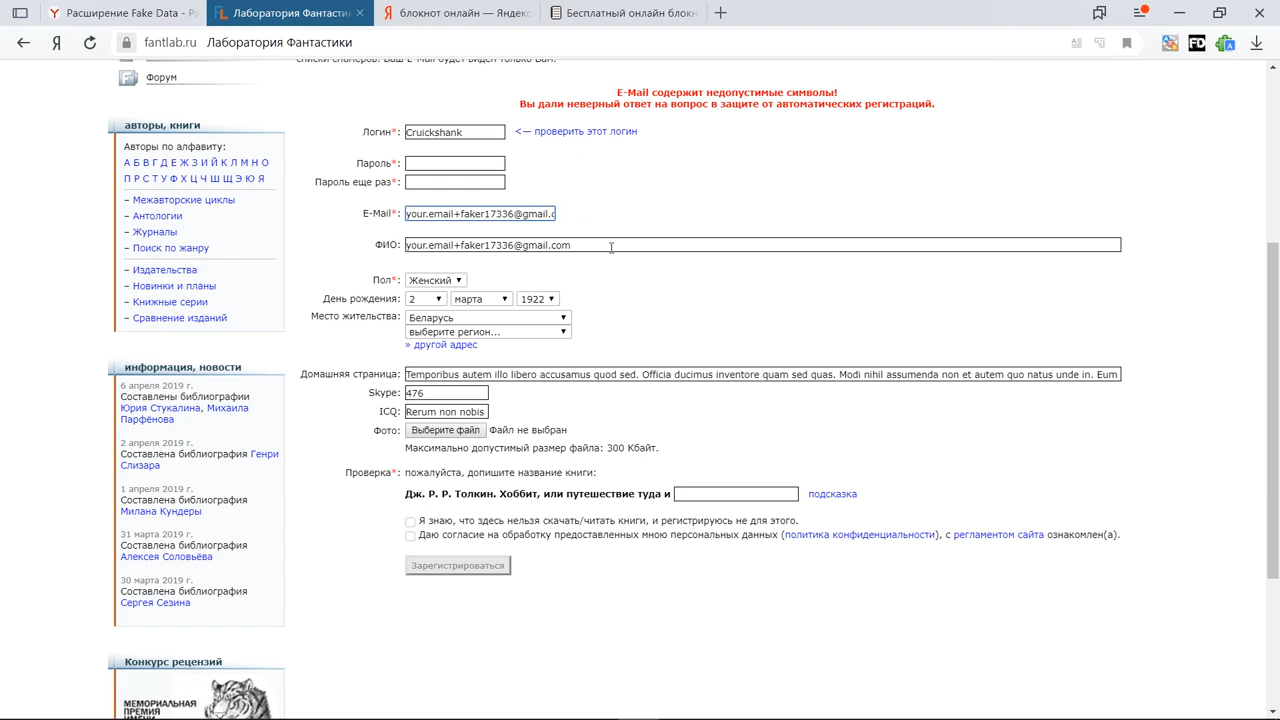 Расширение Fake Data - Ра
Лаборатория Фантастики
блокнот онлайн — Яндекс
Бесплатный онлайн блокн
fantlab.ru Лаборатория Фантастики
Форум
E-Mail содержит недопустимые символы!
Вы дали неверный ответ на вопрос в защите от автоматических регистраций.
авторы, книги
Авторы по алфавиту:
А Б В Г Д Е Ж З И Й К Л М Н О
П Р С Т У Ф Х Ц Ч Ш Щ Э Ю Я
– Межавторские циклы
– Антологии
– Журналы
– Поиск по жанру
– Издательства
– Новинки и планы
– Книжные серии
– Сравнение изданий
информация, новости
6 апреля 2019 г.
Составлены библиографии
Юрия Стукалина, Михаила
Парфёнова
2 апреля 2019 г.
Составлена библиография Генри
Слизара
1 апреля 2019 г.
Составлена библиография
Милана Кундеры
31 марта 2019 г.
Составлена библиография
Алексея Соловьёва
30 марта 2019 г.
Составлена библиография
Сергея Сезина
Конкурс рецензий
МЕМОРИАЛЬНАЯ
ПРЕМИЯ
Логин*: Cruickshank <— проверить этот логин
Пароль*:
Пароль еще раз*:
E-Mail*: your.email+faker17336@gmail.c
ФИО: your.email+faker17336@gmail.com
Пол*: Женский
День рождения: 2 марта 1922
Место жительства: Беларусь
выберите регион...
» другой адрес
Домашняя страница: Temporibus autem illo libero accusamus quod sed. Officia ducimus inventore quam sed quas. Modi nihil assumenda non et autem quo natus unde in. Eum
Skype: 476
ICQ: Rerum non nobis
Фото: Выберите файл Файл не выбран
Максимально допустимый размер файла: 300 Кбайт.
Проверка*: пожалуйста, допишите название книги:
Дж. Р. Р. Толкин. Хоббит, или путешествие туда и подсказка
Я знаю, что здесь нельзя скачать/читать книги, и регистрируюсь не для этого.
Даю согласие на обработку предоставленных мною персональных данных (политика конфиденциальности), с регламентом сайта ознакомлен(а).
Зарегистрироваться